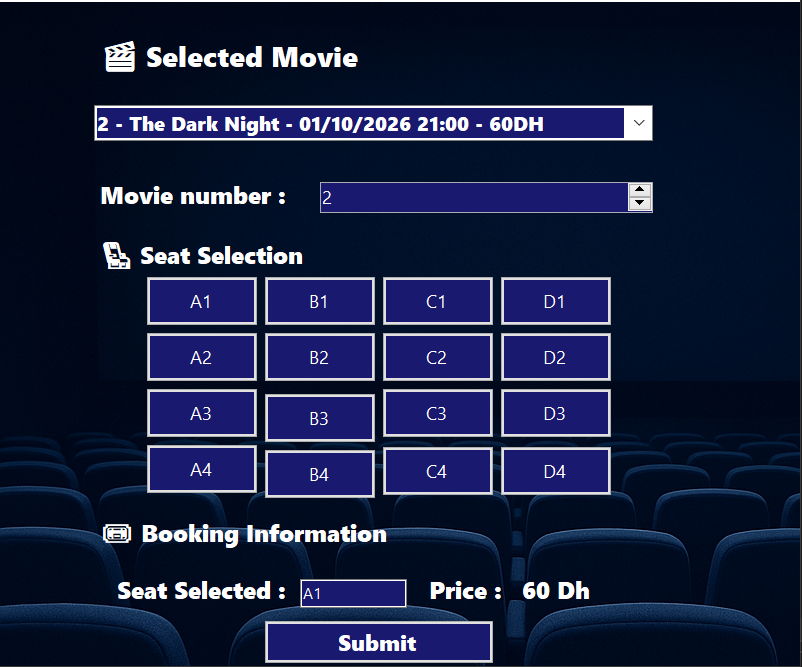 Selected Movie
2 - The Dark Night - 01/10/2026 21:00 - 60DH
Movie number : 2
Seat Selection
A1 B1 C1 D1
A2 B2 C2 D2
A3 B3 C3 D3
A4 B4 C4 D4
Booking Information
Seat Selected : A1 Price : 60 Dh
Submit